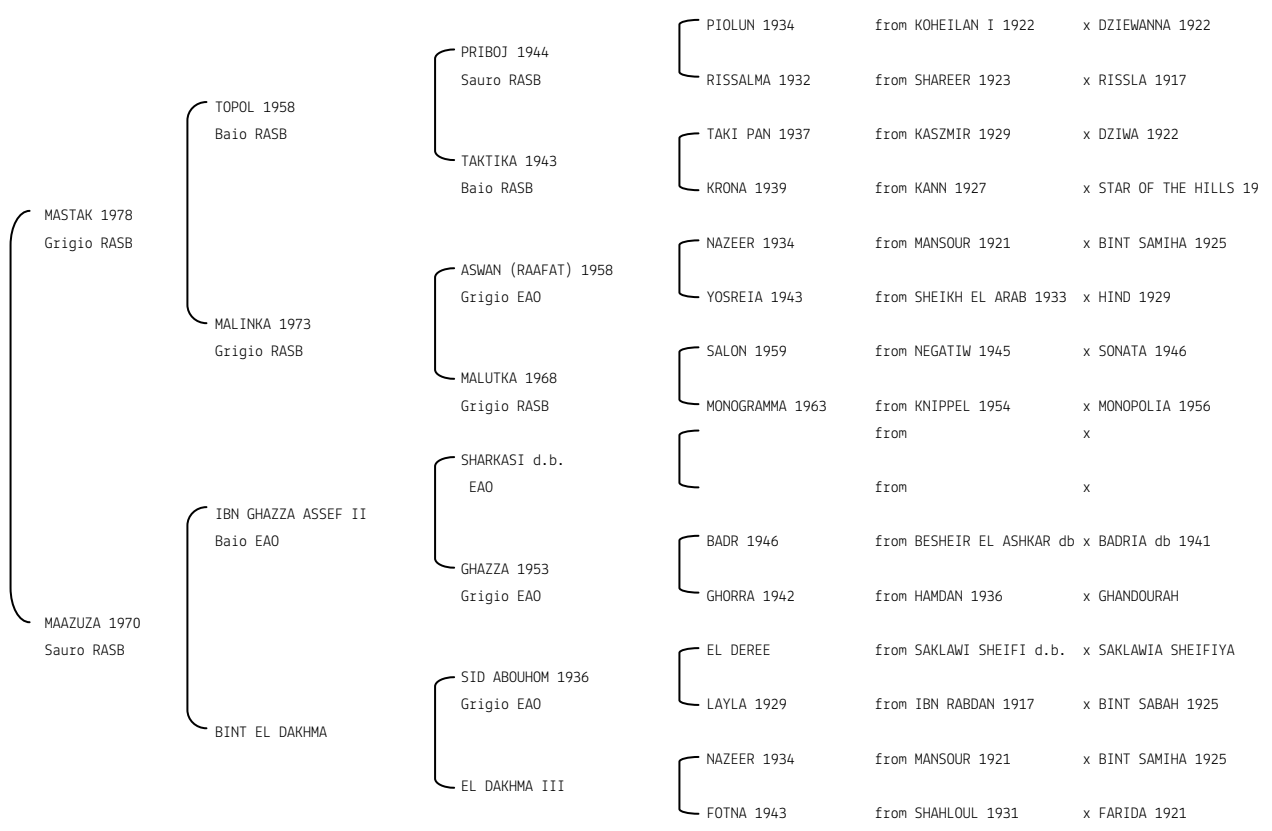 PIOLUN 1934 from KOHEILAN I 1922 x DZIEWANNA 1922
PRIBOJ 1944
Sauro RASB RISSALMA 1932 from SHAREER 1923 x RISSLA 1917
TOPOL 1958
Baio RASB TAKI PAN 1937 from KASZMIR 1929 x DZIWA 1922
TAKTIKA 1943
Baio RASB KRONA 1939 from KANN 1927 x STAR OF THE HILLS 19
MASTAK 1978
Grigio RASB NAZEER 1934 from MANSOUR 1921 x BINT SAMIHA 1925
ASWAN (RAAFAT) 1958
Grigio EAO YOSREIA 1943 from SHEIKH EL ARAB 1933 x HIND 1929
MALINKA 1973
Grigio RASB SALON 1959 from NEGATIW 1945 x SONATA 1946
MALUTKA 1968
Grigio RASB MONOGRAMMA 1963 from KNIPPEL 1954 x MONOPOLIA 1956
from x
SHARKASI d.b.
EAO from x
IBN GHAZZA ASSEF II
Baio EAO BADR 1946 from BESHEIR EL ASHKAR db x BADRIA db 1941
GHAZZA 1953
Grigio EAO GHORRA 1942 from HAMDAN 1936 x GHANDOURAH
MAAZUZA 1970
Sauro RASB EL DEREE from SAKLAWI SHEIFI d.b. x SAKLAWIA SHEIFIYA
SID ABOUHOM 1936
Grigio EAO LAYLA 1929 from IBN RABDAN 1917 x BINT SABAH 1925
BINT EL DAKHMA
NAZEER 1934 from MANSOUR 1921 x BINT SAMIHA 1925
EL DAKHMA III
FOTNA 1943 from SHAHLOUL 1931 x FARIDA 1921